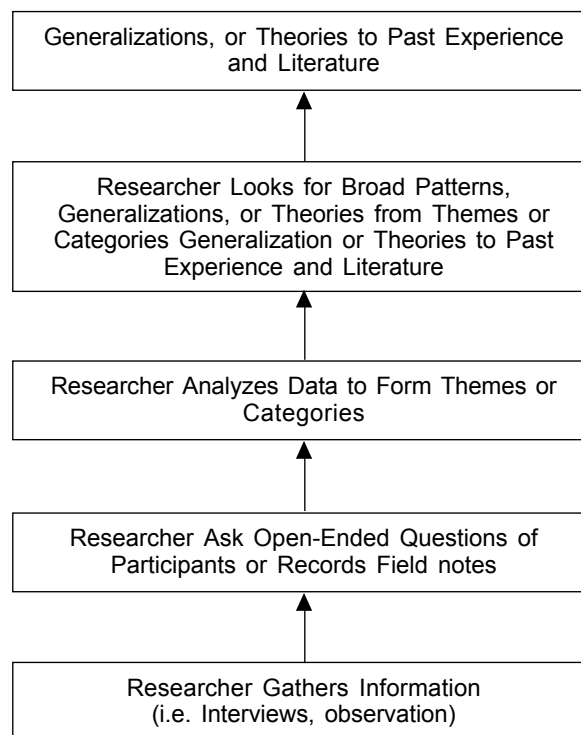 Generalizations, or Theories to Past Experience
and Literature
Researcher Looks for Broad Patterns,
Generalizations, or Theories from Themes or
Categories Generalization or Theories to Past
Experience and Literature
Researcher Analyzes Data to Form Themes or
Categories
Researcher Ask Open-Ended Questions of
Participants or Records Field notes
Researcher Gathers Information
(i.e. Interviews, observation)